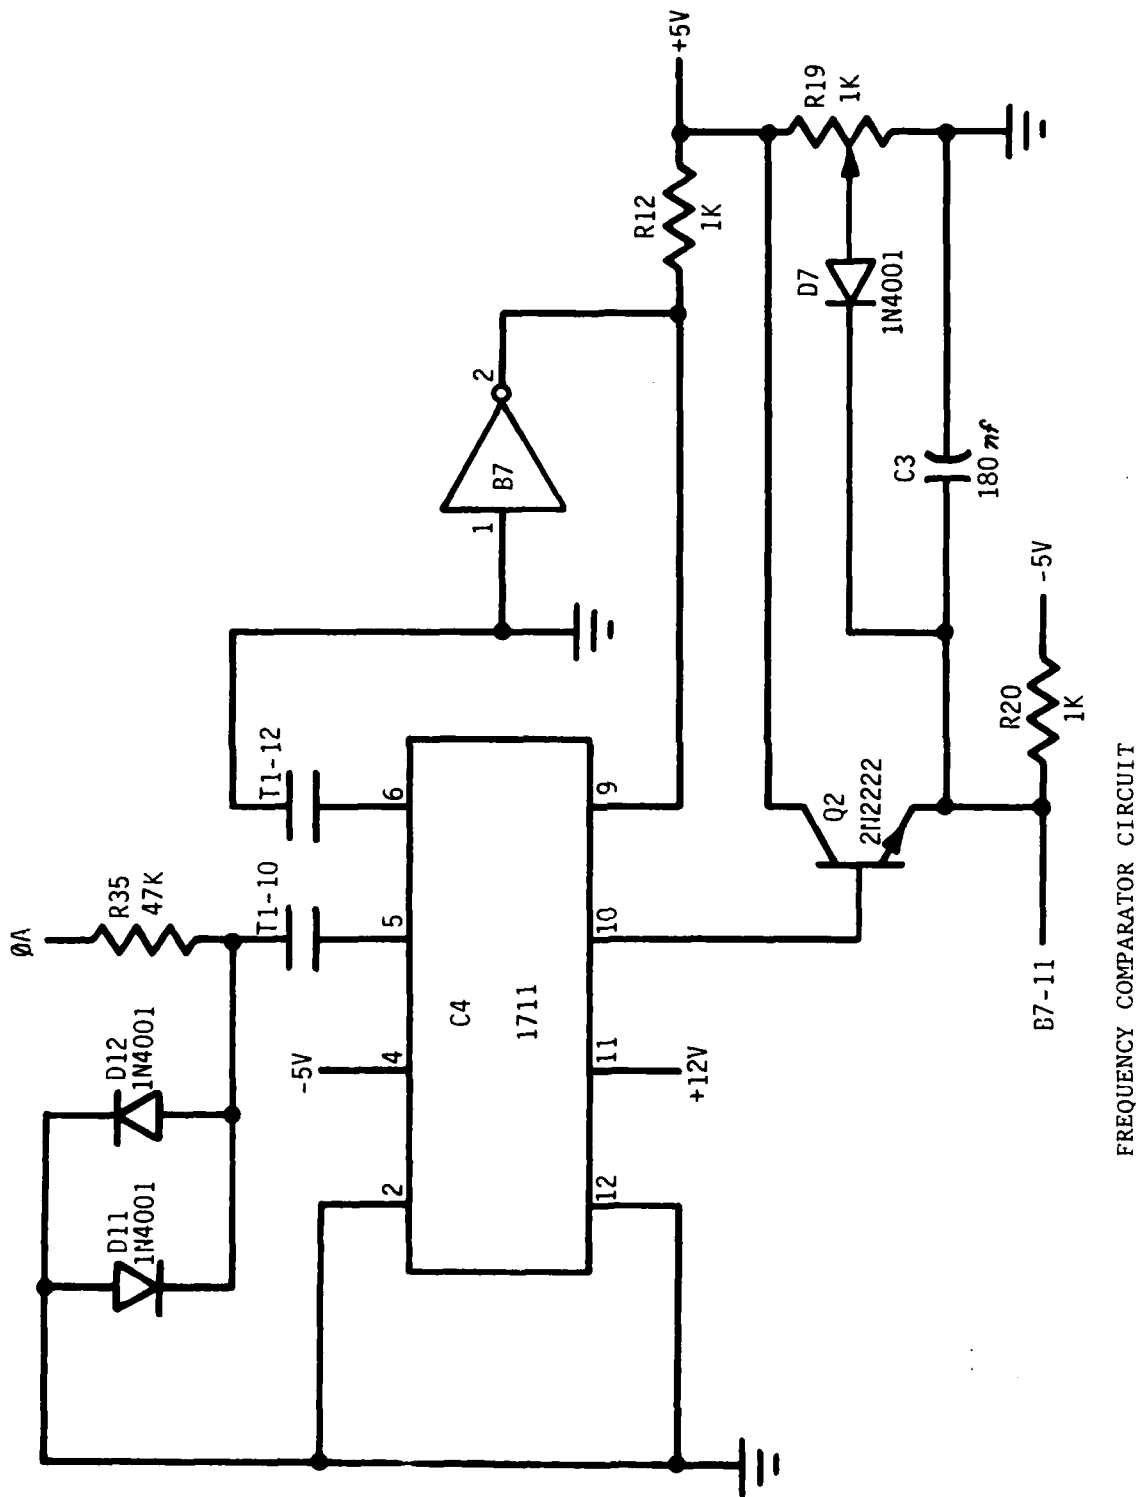 ØA
R35
47K
D12
1N4001
D11
1N4001
T1-10
T1-12
-5V
2
4
5
6
C4
1711
12
11
10
9
+12V
1
B7
2
R12
1K
+5V
R19
1K
D7
1N4001
C3
180 nf
Q2
2N2222
R20
1K
-5V
B7-11
FREQUENCY COMPARATOR CIRCUIT